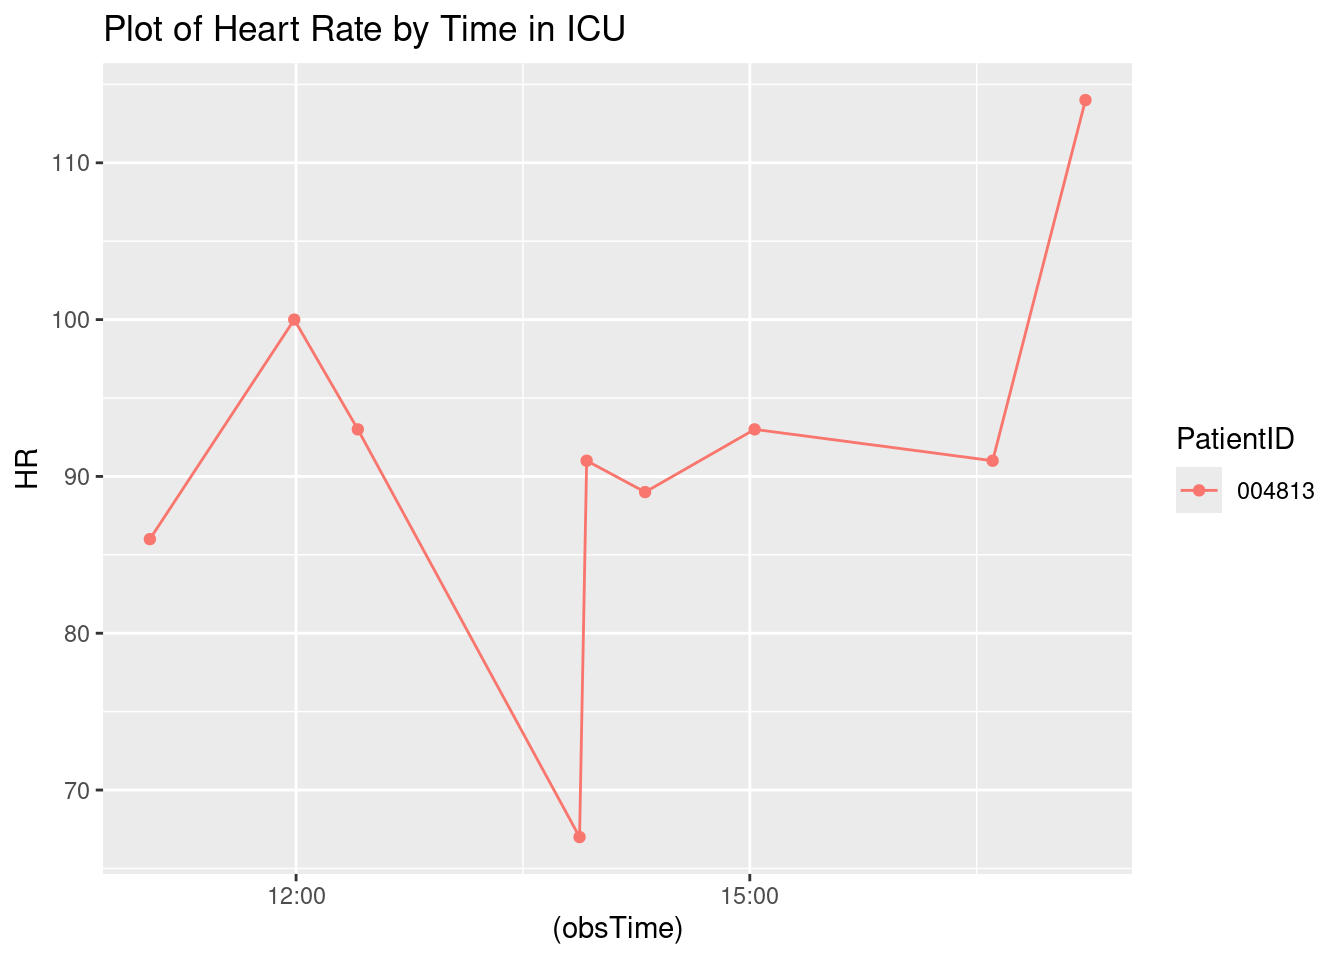 Plot of Heart Rate by Time in ICU
110
100
90
80
70
HR
12:00 15:00
(obsTime)
PatientID
004813